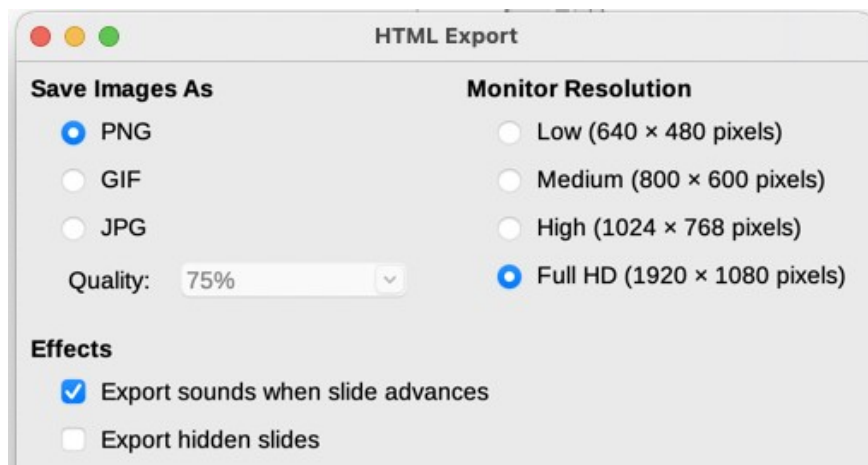 HTML Export
Save Images As
PNG
GIF
JPG
Quality: 75%
Monitor Resolution
Low (640 × 480 pixels)
Medium (800 × 600 pixels)
High (1024 × 768 pixels)
Full HD (1920 × 1080 pixels)
Effects
Export sounds when slide advances
Export hidden slides